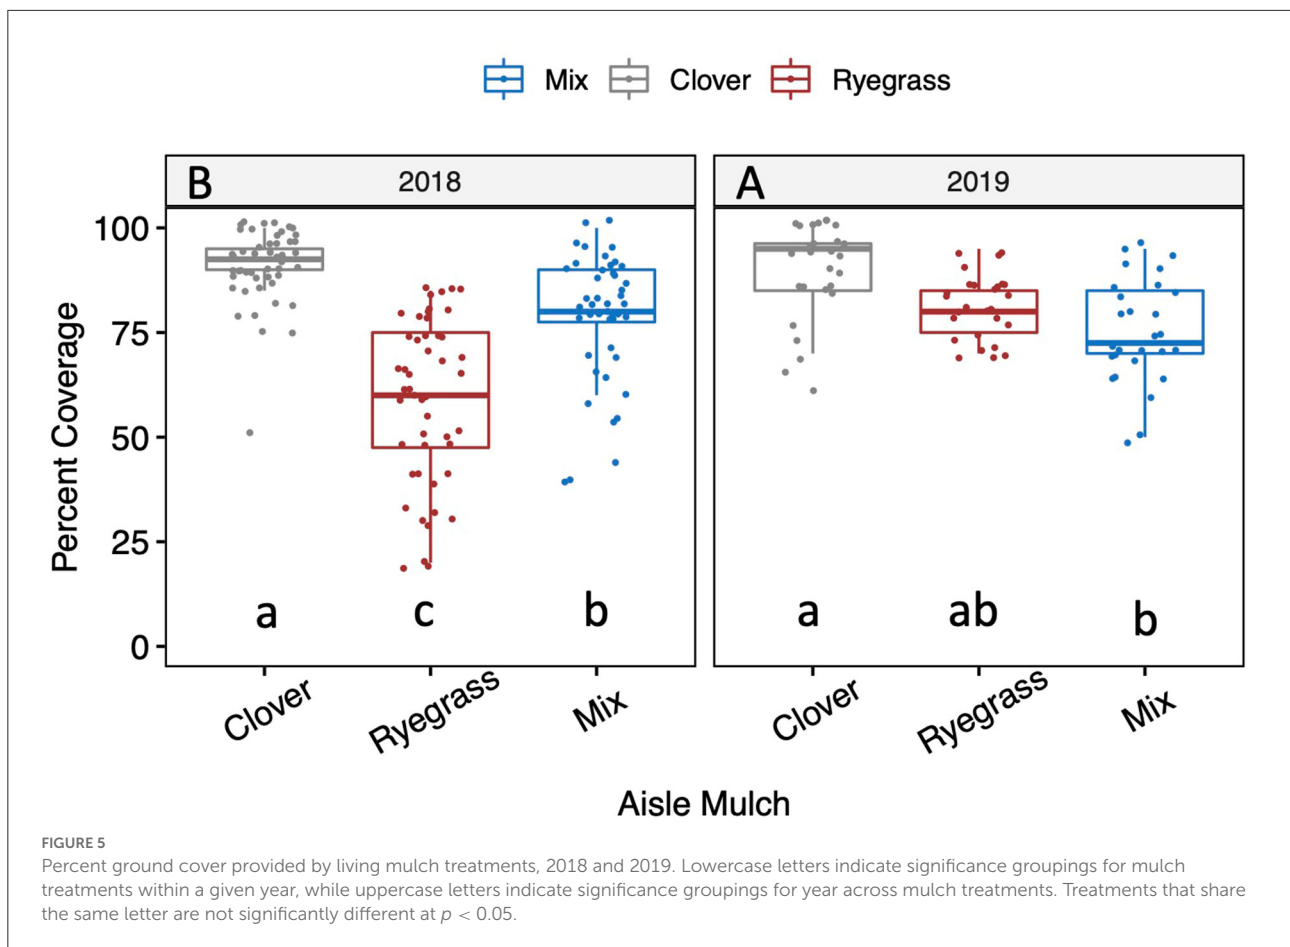 Mix Clover Ryegrass
B 2018 A 2019
Percent Coverage
100
75
50
25
0
a c b a ab b
Clover Ryegrass Mix Clover Ryegrass Mix
Aisle Mulch
FIGURE 5
Percent ground cover provided by living mulch treatments, 2018 and 2019. Lowercase letters indicate significance groupings for mulch
treatments within a given year, while uppercase letters indicate significance groupings for year across mulch treatments. Treatments that share
the same letter are not significantly different at p < 0.05.